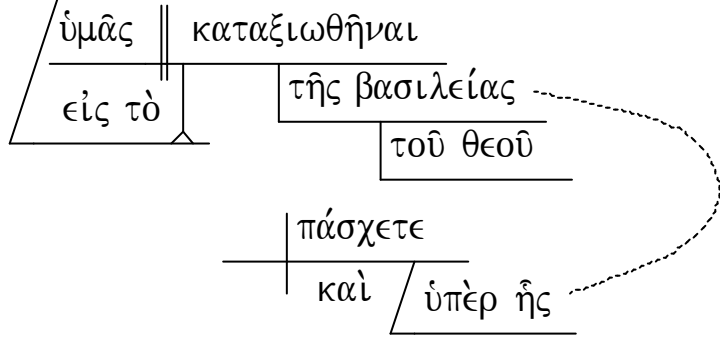 ὑμᾶς καταξιωθῆναι
εἰς τὸ τῆς βασιλείας
τοῦ θεοῦ
πάσχετε
καὶ ὑπὲρ ἧς